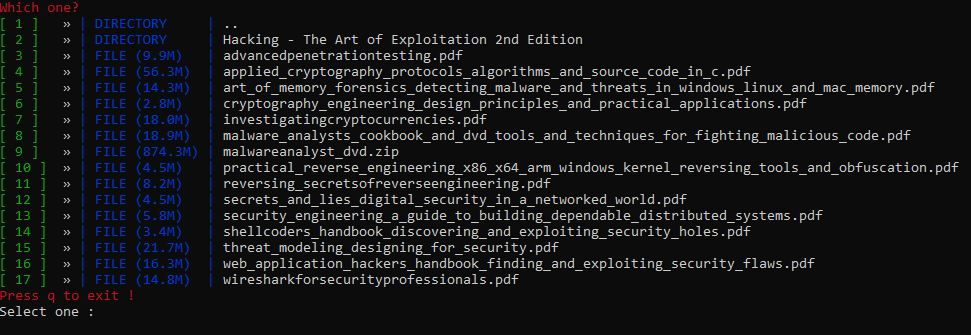 Which one?
[ 1 ]   » | DIRECTORY     | ..
[ 2 ]   » | DIRECTORY     | Hacking - The Art of Exploitation 2nd Edition
[ 3 ]   » | FILE (9.9M)   | advancedpenetrationtesting.pdf
[ 4 ]   » | FILE (56.3M)  | applied_cryptography_protocols_algorithms_and_source_code_in_c.pdf
[ 5 ]   » | FILE (14.3M)  | art_of_memory_forensics_detecting_malware_and_threats_in_windows_linux_and_mac_memory.pdf
[ 6 ]   » | FILE (2.8M)   | cryptography_engineering_design_principles_and_practical_applications.pdf
[ 7 ]   » | FILE (18.0M)  | investigatingcryptocurrencies.pdf
[ 8 ]   » | FILE (18.9M)  | malware_analysts_cookbook_and_dvd_tools_and_techniques_for_fighting_malicious_code.pdf
[ 9 ]   » | FILE (874.3M) | malwareanalyst_dvd.zip
[ 10 ]  » | FILE (4.5M)   | practical_reverse_engineering_x86_x64_arm_windows_kernel_reversing_tools_and_obfuscation.pdf
[ 11 ]  » | FILE (8.2M)   | reversing_secretsofreverseengineering.pdf
[ 12 ]  » | FILE (4.5M)   | secrets_and_lies_digital_security_in_a_networked_world.pdf
[ 13 ]  » | FILE (5.8M)   | security_engineering_a_guide_to_building_dependable_distributed_systems.pdf
[ 14 ]  » | FILE (3.4M)   | shellcoders_handbook_discovering_and_exploiting_security_holes.pdf
[ 15 ]  » | FILE (21.7M)  | threat_modeling_designing_for_security.pdf
[ 16 ]  » | FILE (16.3M)  | web_application_hackers_handbook_finding_and_exploiting_security_flaws.pdf
[ 17 ]  » | FILE (14.8M)  | wiresharkforsecurityprofessionals.pdf
Press q to exit !
Select one :